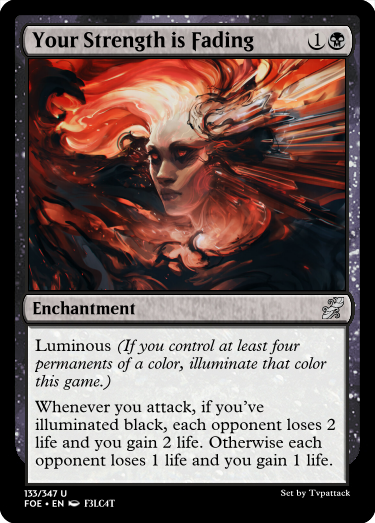 Your Strength is Fading 1
Enchantment
Luminous (If you control at least four
permanents of a color, illuminate that color
this game.)
Whenever you attack, if you've
illuminated black, each opponent loses 2
life and you gain 2 life. Otherwise each
opponent loses 1 life and you gain 1 life.
133/347 U
FOE • EN F3LC4T
Set by Tvpattack